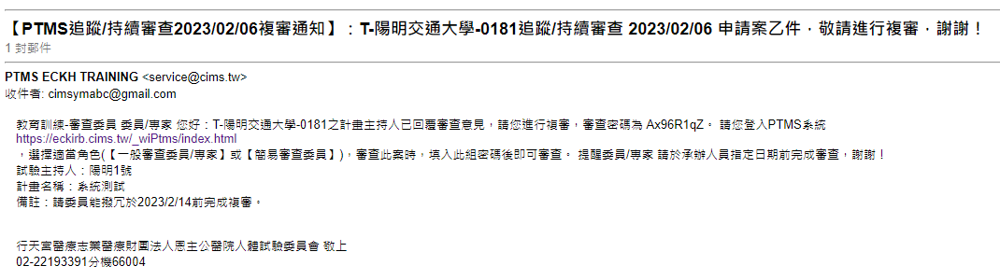 【PTMS追蹤/持續審查2023/02/06複審通知】：T-陽明交通大學-0181追蹤/持續審查 2023/02/06 申請案乙件，敬請進行複審，謝謝！
1 封郵件
PTMS ECKH TRAINING <service@cims.tw>
收件者: cimsymabc@gmail.com
教育訓練-審查委員 委員/專家 您好：T-陽明交通大學-0181之計畫主持人已回覆審查意見，請您進行複審，審查密碼為 Ax96R1qZ。 請您登入PTMS系統
https://eckirb.cims.tw/_wiPtms/index.html
，選擇適當角色(【一般審查委員/專家】或【簡易審查委員】)，審查此案時，填入此組密碼後即可審查。 提醒委員/專家 請於承辦人員指定日期前完成審查，謝謝！
試驗主持人：陽明1號
計畫名稱：系統測試
備註：請委員能撥冗於2023/2/14前完成複審。
行天宮醫療志業醫療財團法人恩主公醫院人體試驗委員會 敬上
02-22193391分機66004